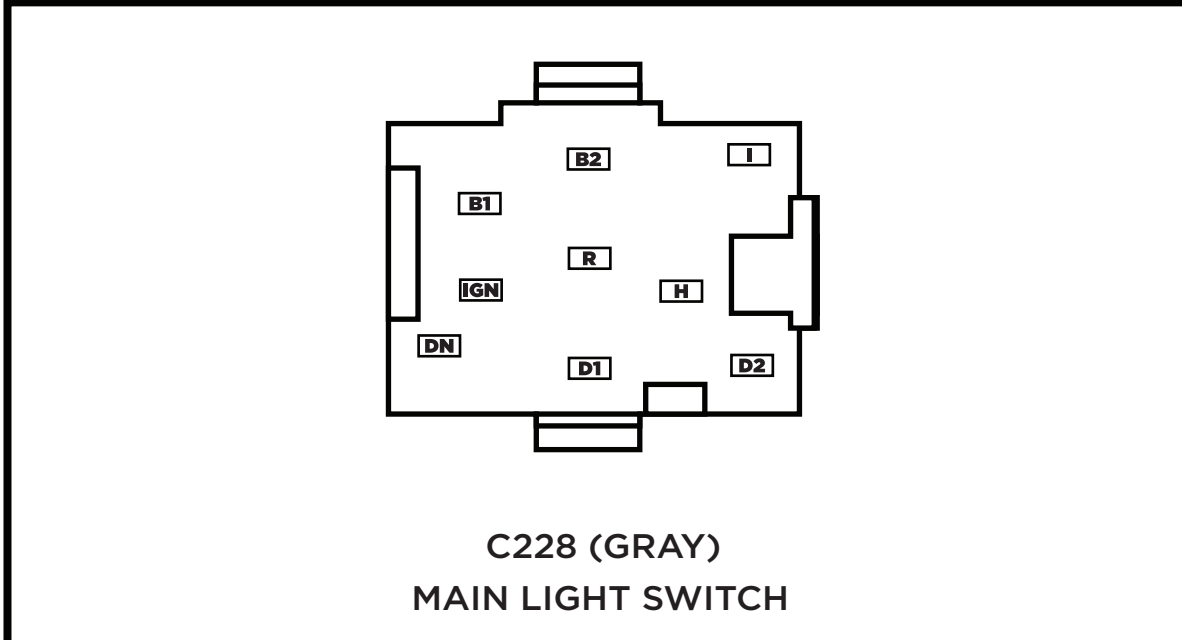 I
B2
B1
R
IGN
H
DN
D2
D1
C228 (GRAY)
MAIN LIGHT SWITCH